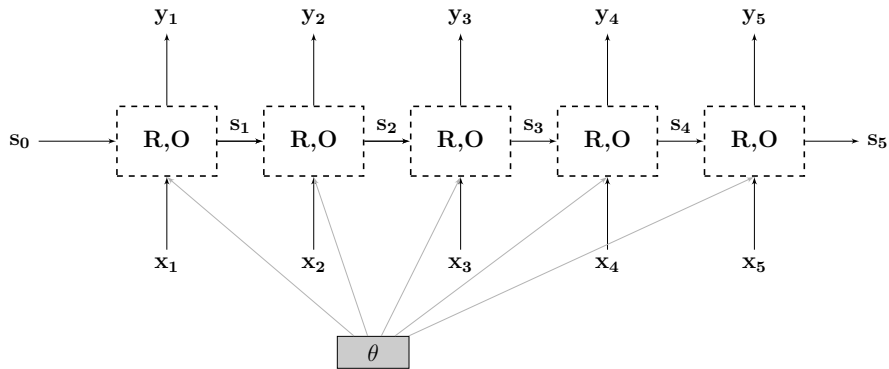 y₁ y₂ y₃ y₄ y₅
s₀ R,O s₁ R,O s₂ R,O s₃ R,O s₄ R,O s₅
x₁ x₂ x₃ x₄ x₅
θ